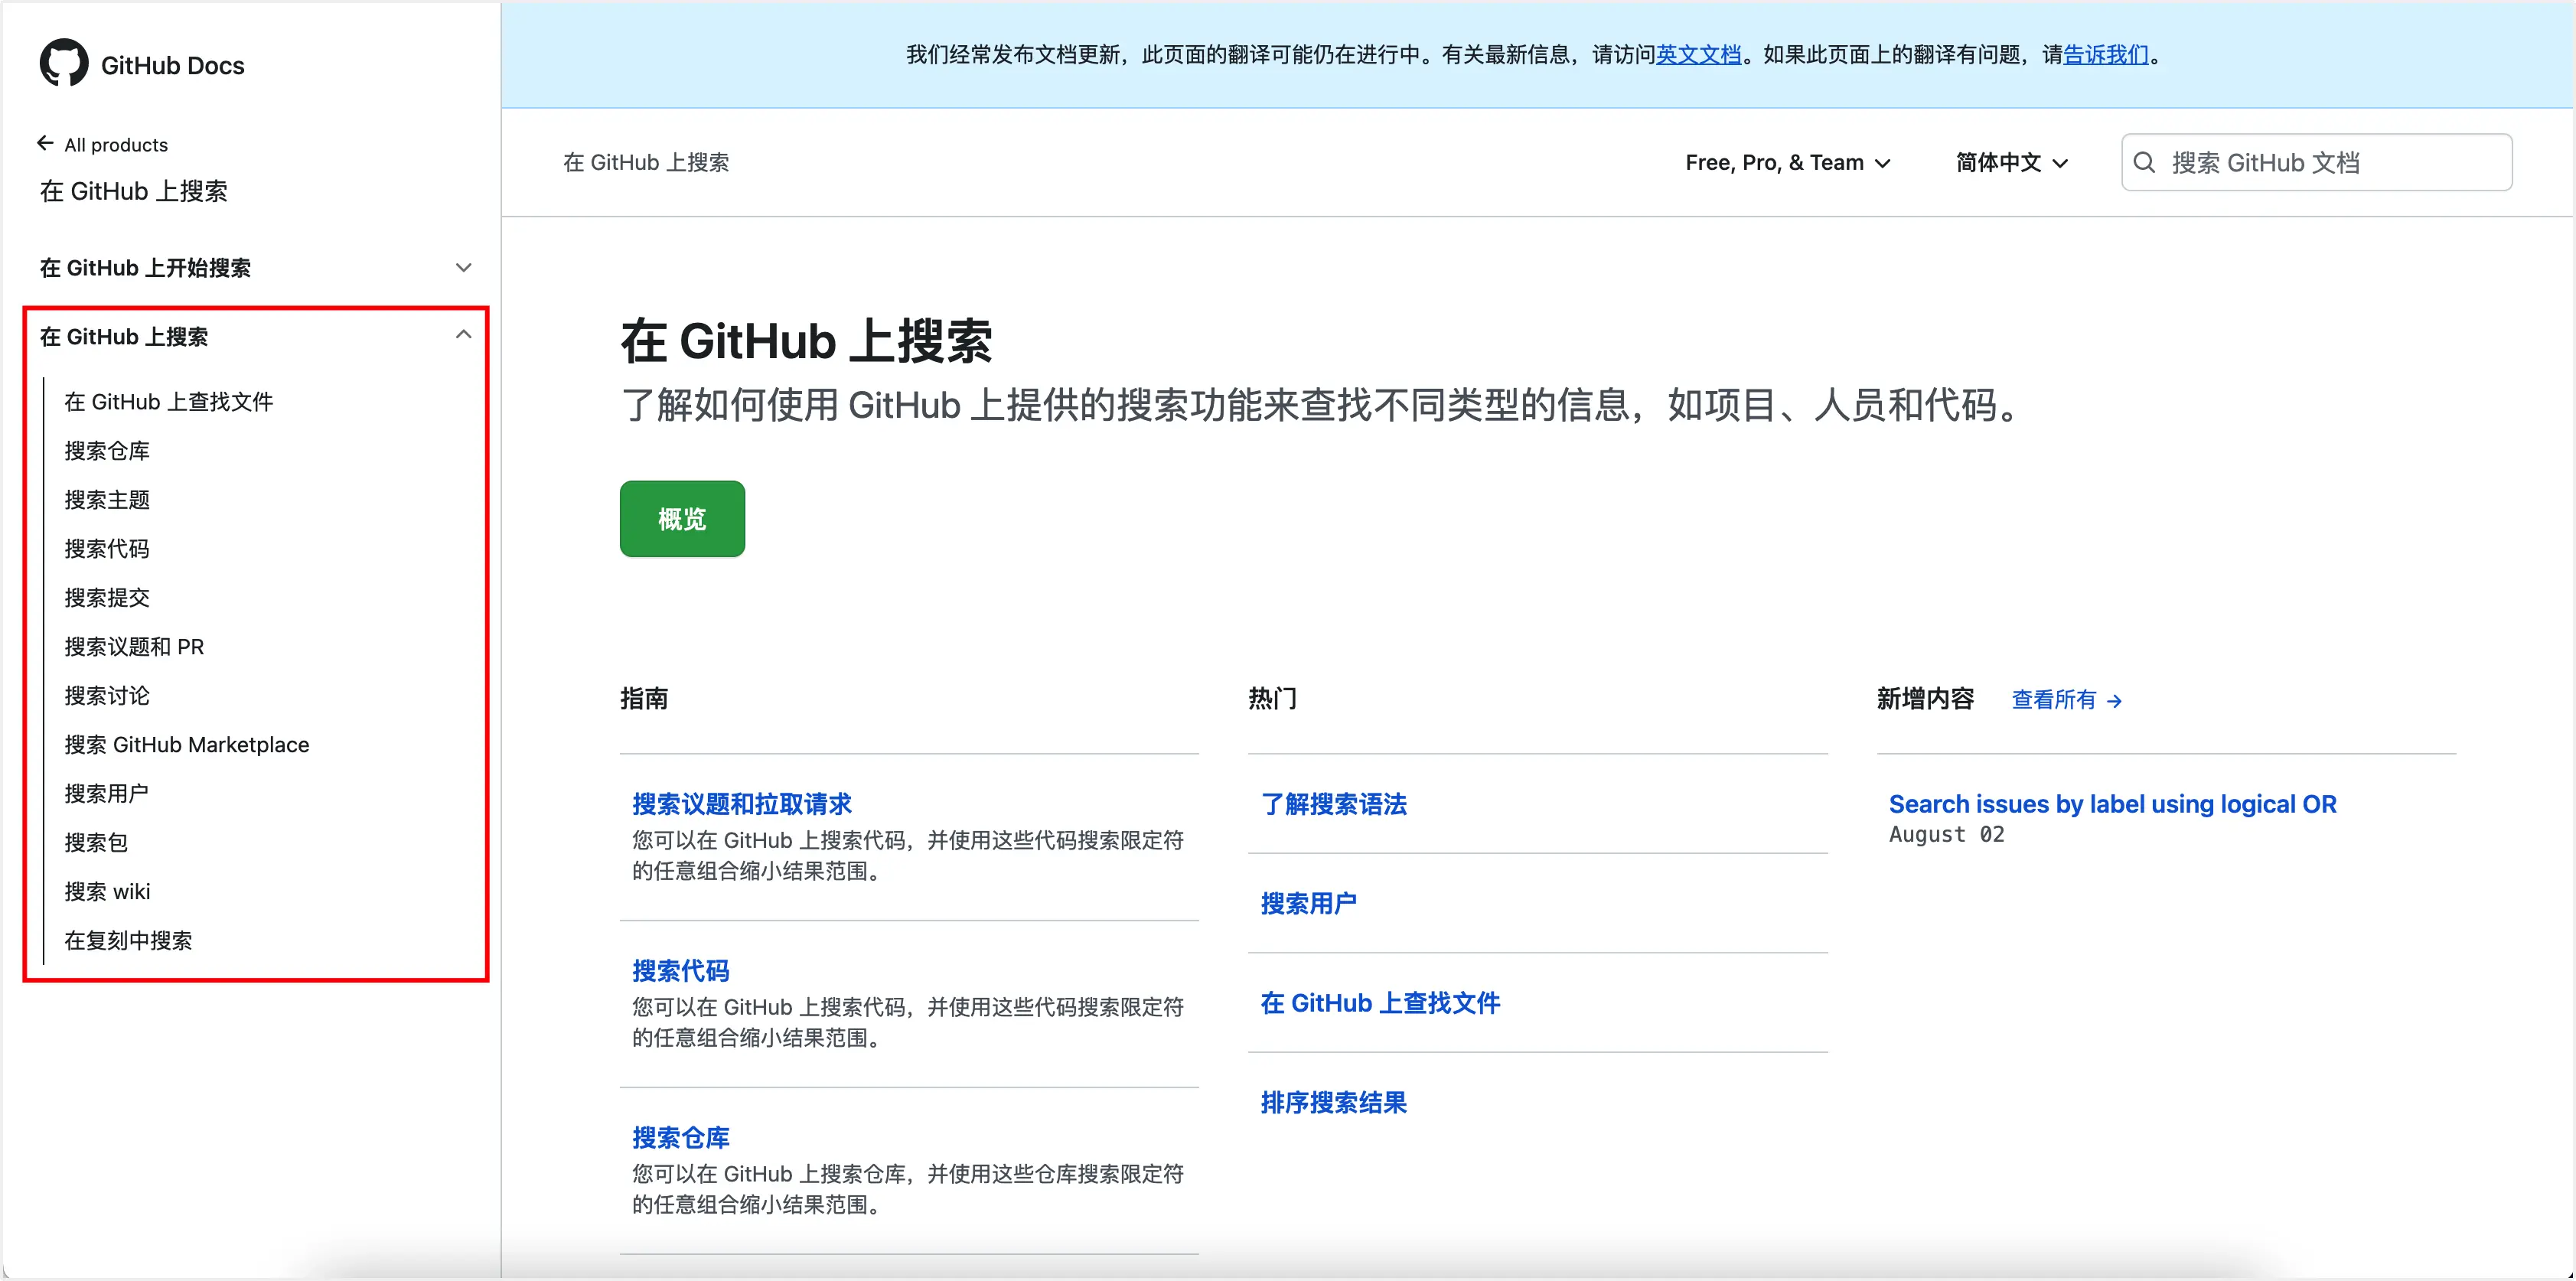 GitHub Docs
All products
在 GitHub 上搜索
在 GitHub 上开始搜索
在 GitHub 上搜索
在 GitHub 上查找文件
搜索仓库
搜索主题
搜索代码
搜索提交
搜索议题和 PR
搜索讨论
搜索 GitHub Marketplace
搜索用户
搜索包
搜索 wiki
在复刻中搜索
我们经常发布文档更新，此页面的翻译可能仍在进行中。有关最新信息，请访问英文文档。如果此页面上的翻译有问题，请告诉我们。
在 GitHub 上搜索
Free, Pro, & Team
简体中文
搜索 GitHub 文档
在 GitHub 上搜索
了解如何使用 GitHub 上提供的搜索功能来查找不同类型的信息，如项目、人员和代码。
概览
指南
搜索议题和拉取请求
您可以在 GitHub 上搜索代码，并使用这些代码搜索限定符
的任意组合缩小结果范围。
搜索代码
您可以在 GitHub 上搜索代码，并使用这些代码搜索限定符
的任意组合缩小结果范围。
搜索仓库
您可以在 GitHub 上搜索仓库，并使用这些仓库搜索限定符
的任意组合缩小结果范围。
热门
了解搜索语法
搜索用户
在 GitHub 上查找文件
排序搜索结果
新增内容 查看所有 →
Search issues by label using logical OR
August 02